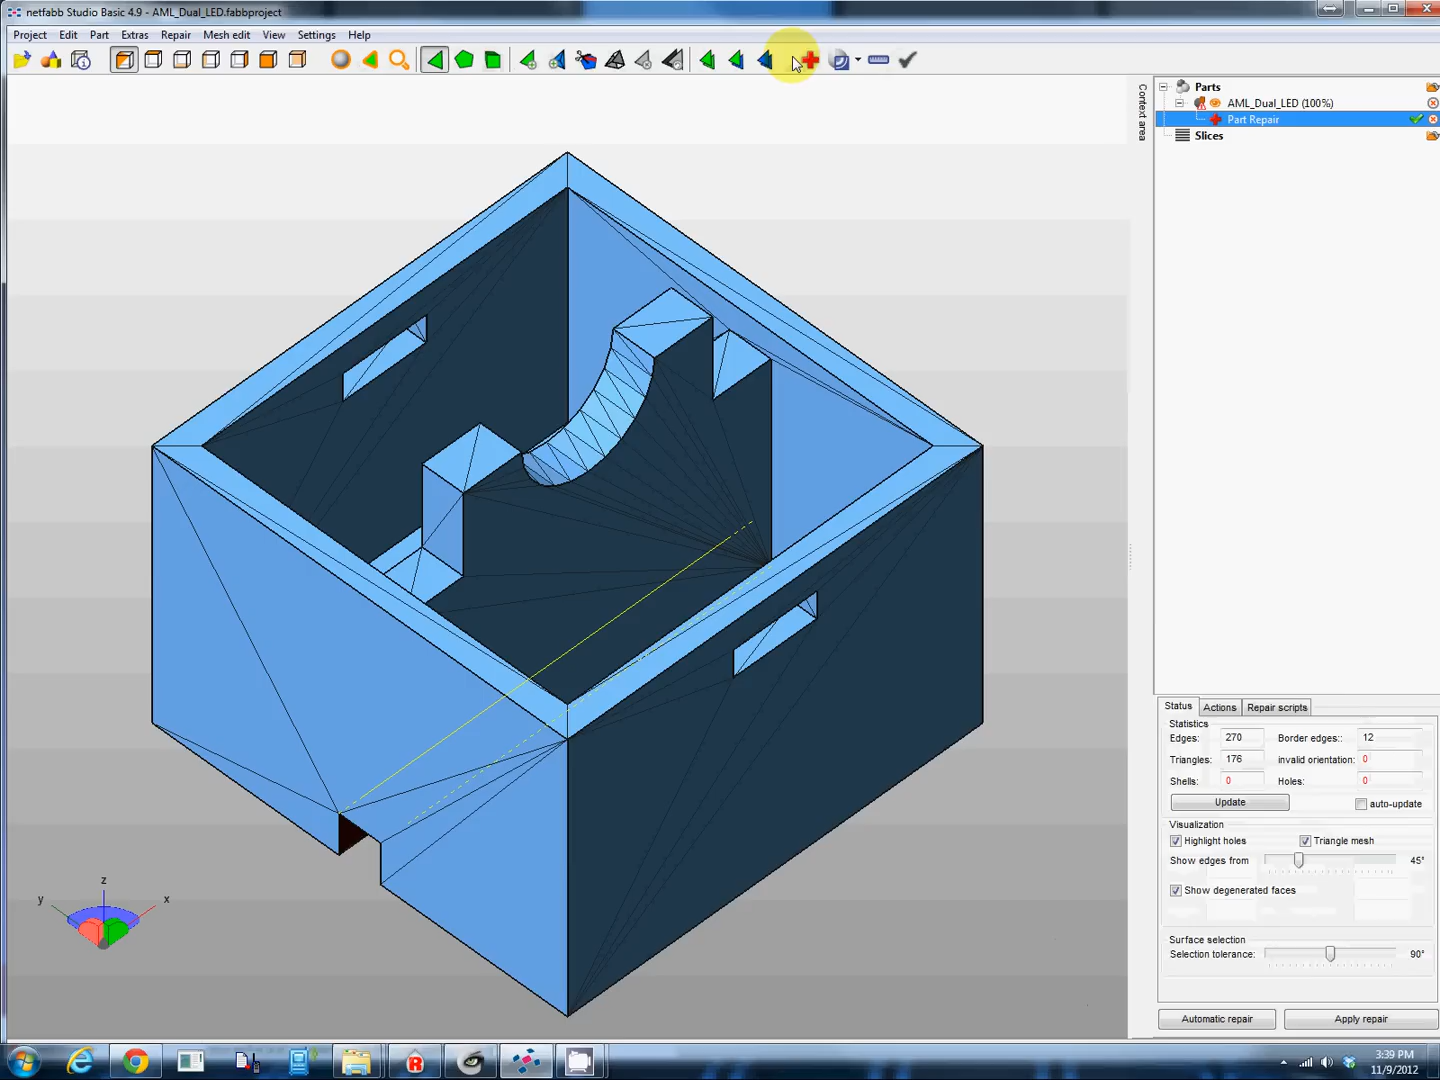 netfabb Studio Basic 4.9 - AML_Dual_LED.fabbproject
Project Edit Part Extras Repair Mesh edit View Settings Help
Context area
Parts
AML_Dual_LED (100%)
Part Repair
Slices
Status Actions Repair scripts
Statistics
Edges: 270 Border edges:: 12
Triangles: 176 invalid orientation: 0
Shells: 0 Holes: 0
Update auto-update
Visualization
Highlight holes Triangle mesh
Show edges from 45°
Show degenerated faces
Surface selection
Selection tolerance: 90°
Automatic repair Apply repair
z
y x
3:39 PM
11/9/2012